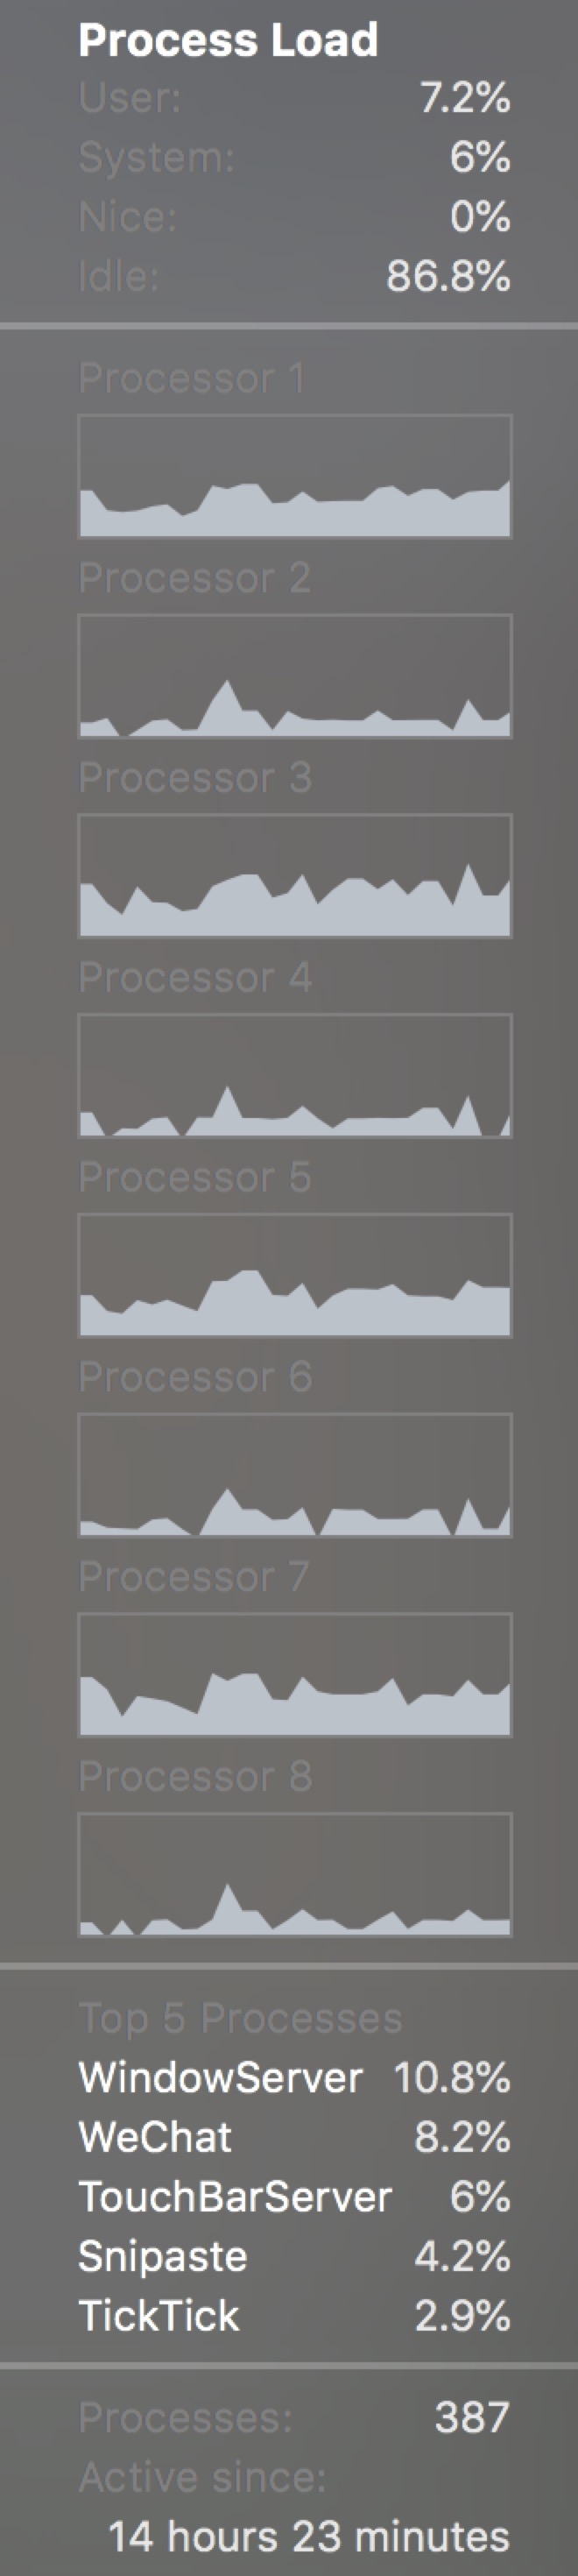 Process Load
User: 7.2%
System: 6%
Nice: 0%
Idle: 86.8%
Processor 1
Processor 2
Processor 3
Processor 4
Processor 5
Processor 6
Processor 7
Processor 8
Top 5 Processes
WindowServer 10.8%
WeChat 8.2%
TouchBarServer 6%
Snipaste 4.2%
TickTick 2.9%
Processes: 387
Active since:
14 hours 23 minutes